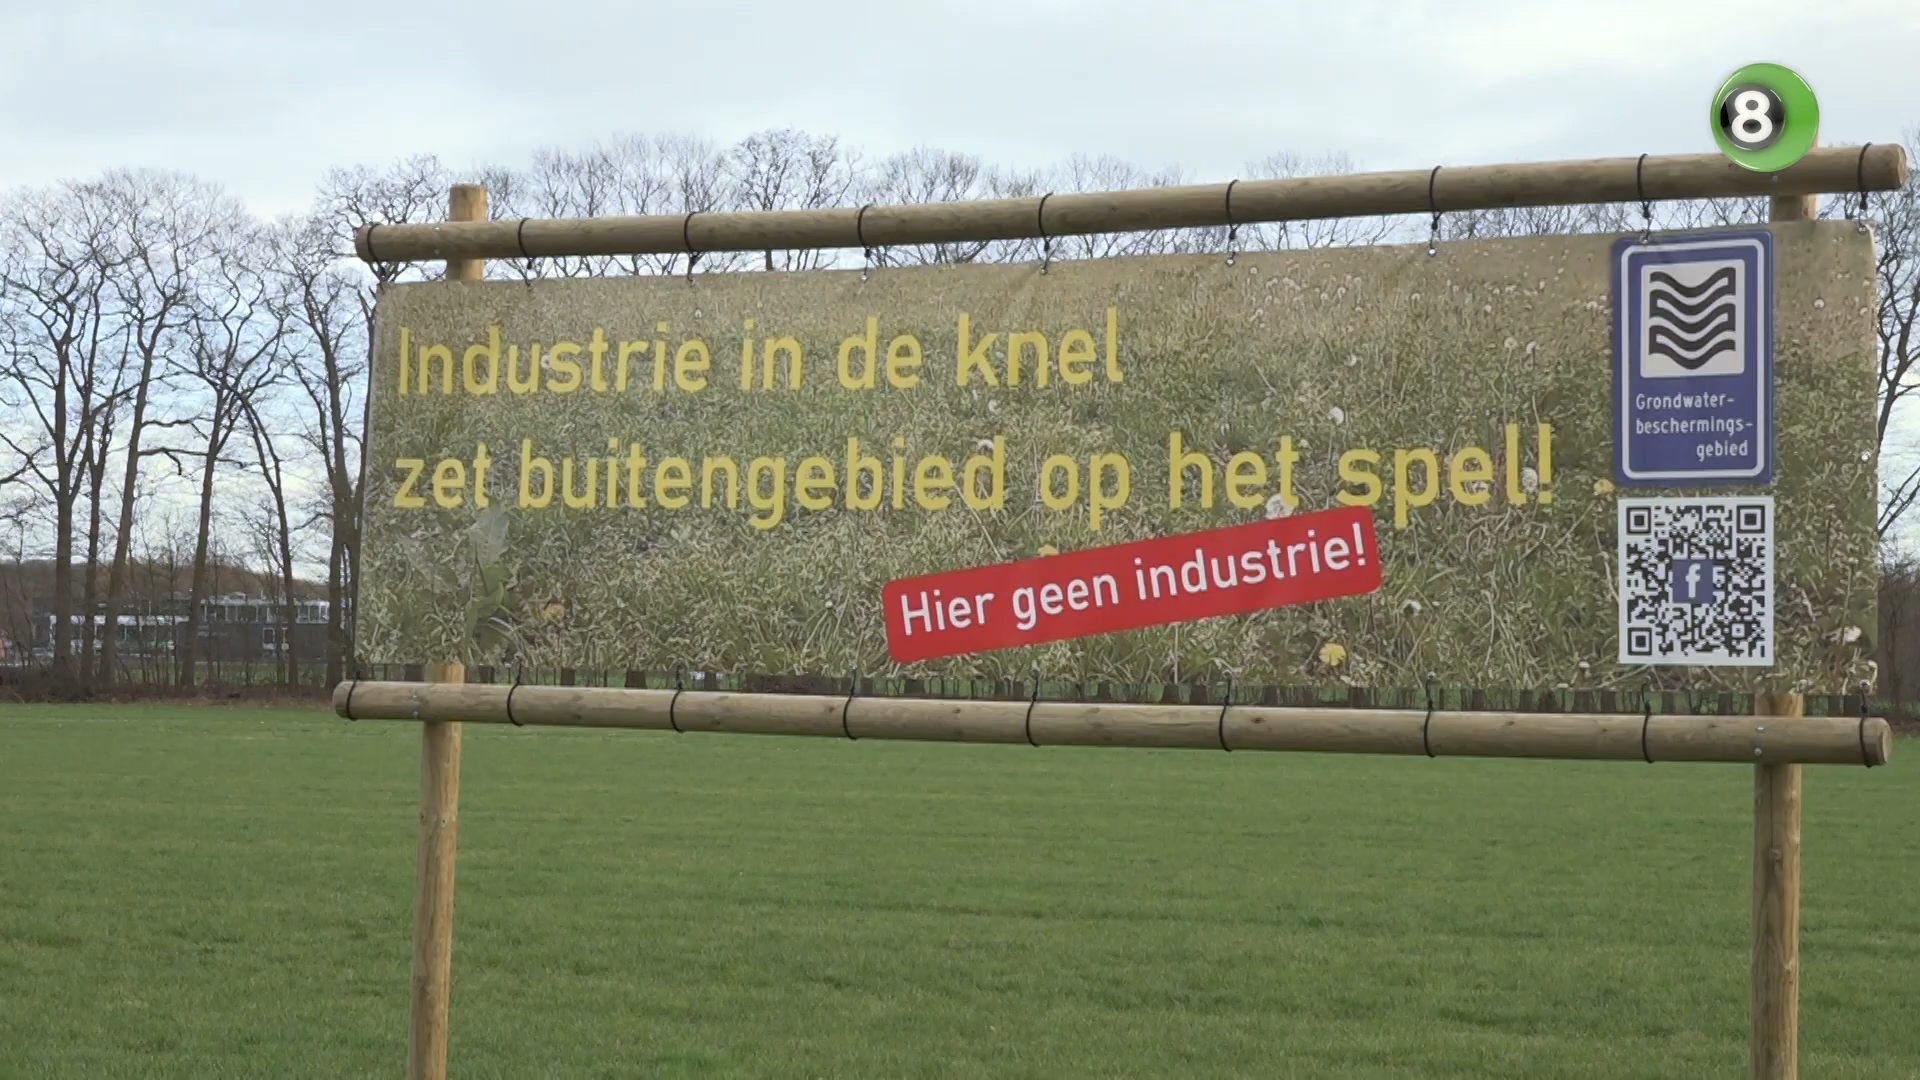 8
Industrie in de knel
zet buitengebied op het spel!
Hier geen industrie!
Grondwater-
beschermings-
gebied
f